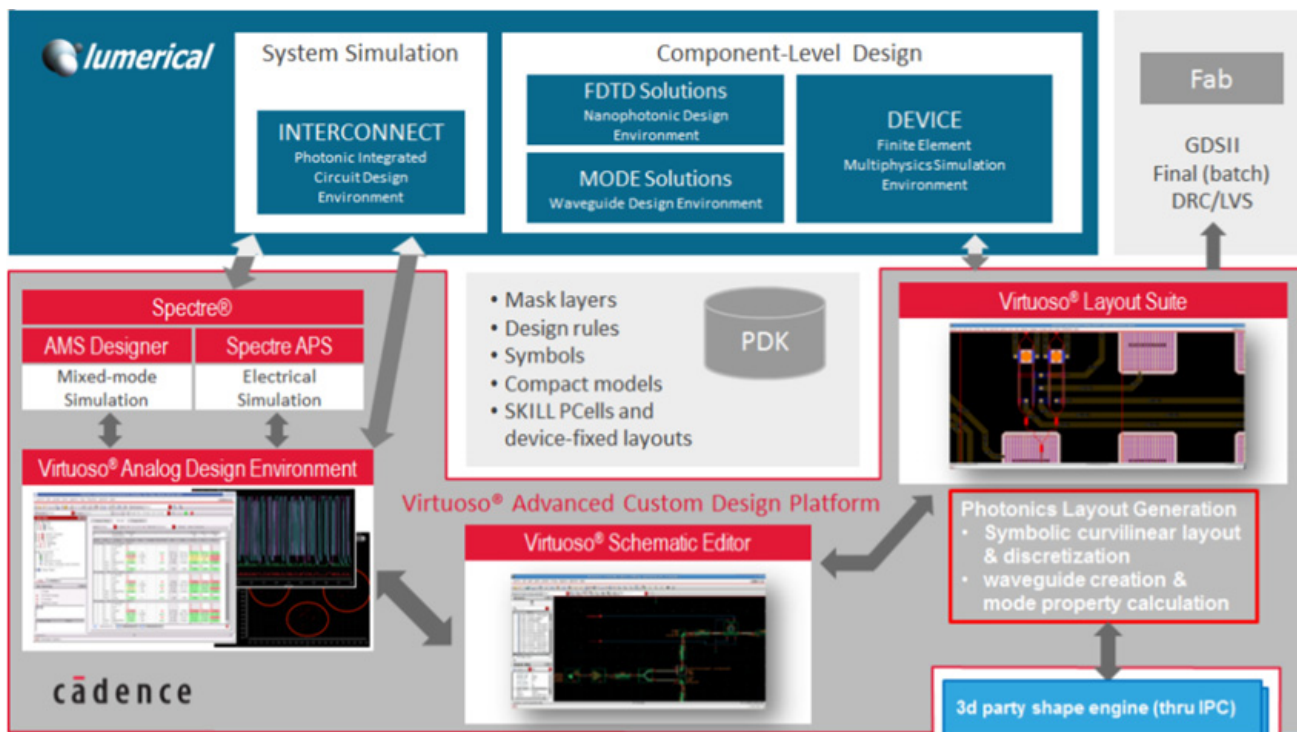 lumerical
System Simulation
INTERCONNECT
Photonic Integrated
Circuit Design
Environment
Component-Level Design
FDTD Solutions
Nanophotonic Design
Environment
MODE Solutions
Waveguide Design Environment
DEVICE
Finite Element
Multiphysics Simulation
Environment
Fab
GDSII
Final (batch)
DRC/LVS
Spectre®
AMS Designer
Mixed-mode
Simulation
Spectre APS
Electrical
Simulation
• Mask layers
• Design rules
• Symbols
• Compact models
• SKILL PCells and
device-fixed layouts
PDK
Virtuoso® Layout Suite
Virtuoso® Analog Design Environment
Virtuoso® Advanced Custom Design Platform
Virtuoso® Schematic Editor
Photonics Layout Generation
• Symbolic curvilinear layout
& discretization
• waveguide creation &
mode property calculation
cādence
3d party shape engine (thru IPC)